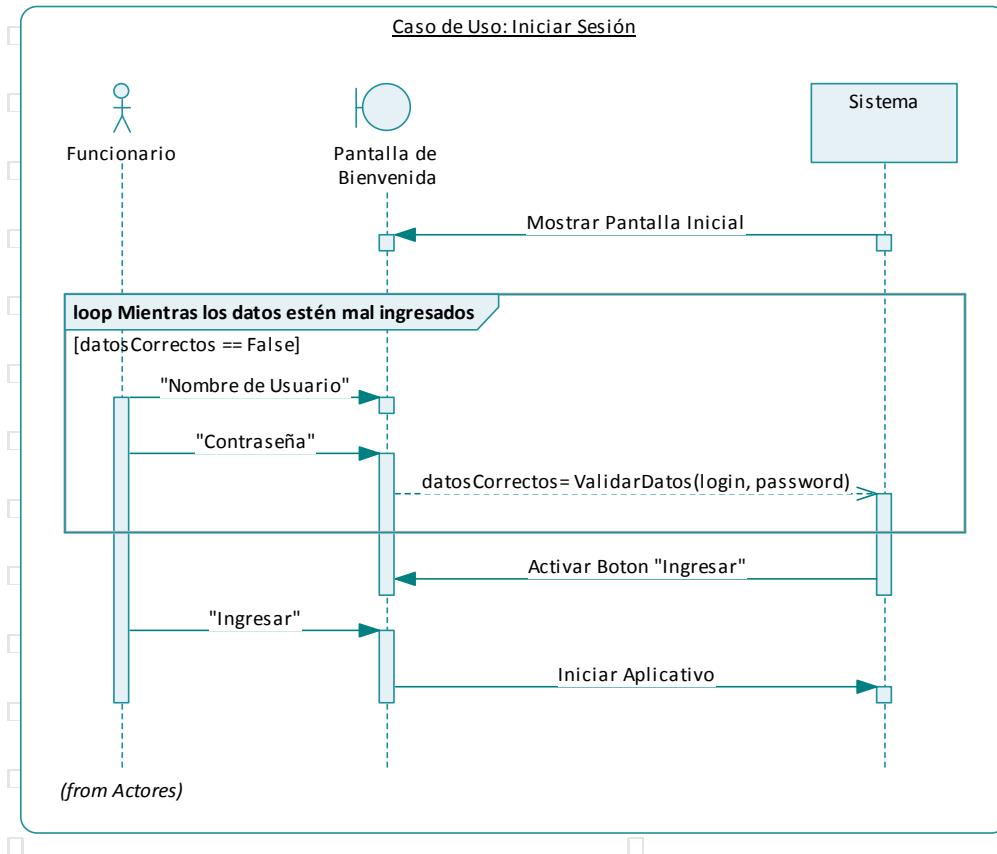 Caso de Uso: Iniciar Sesión
Funcionario
Pantalla de
Bienvenida
Sistema
Mostrar Pantalla Inicial
loop Mientras los datos estén mal ingresados
[datosCorrectos == False]
"Nombre de Usuario"
"Contraseña"
datosCorrectos= ValidarDatos(login, password)
Activar Boton "Ingresar"
"Ingresar"
Iniciar Aplicativo
(from Actores)